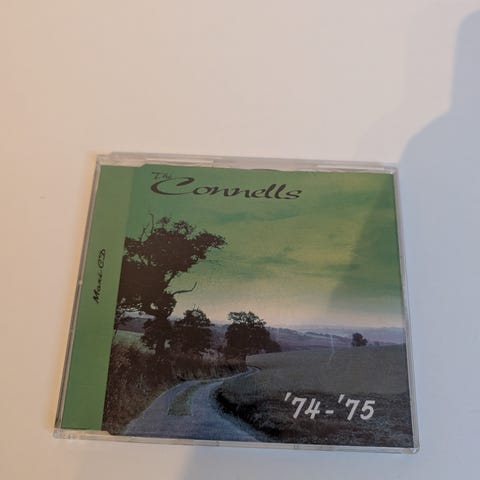 The
Connells
Maxi-CD
'74-'75